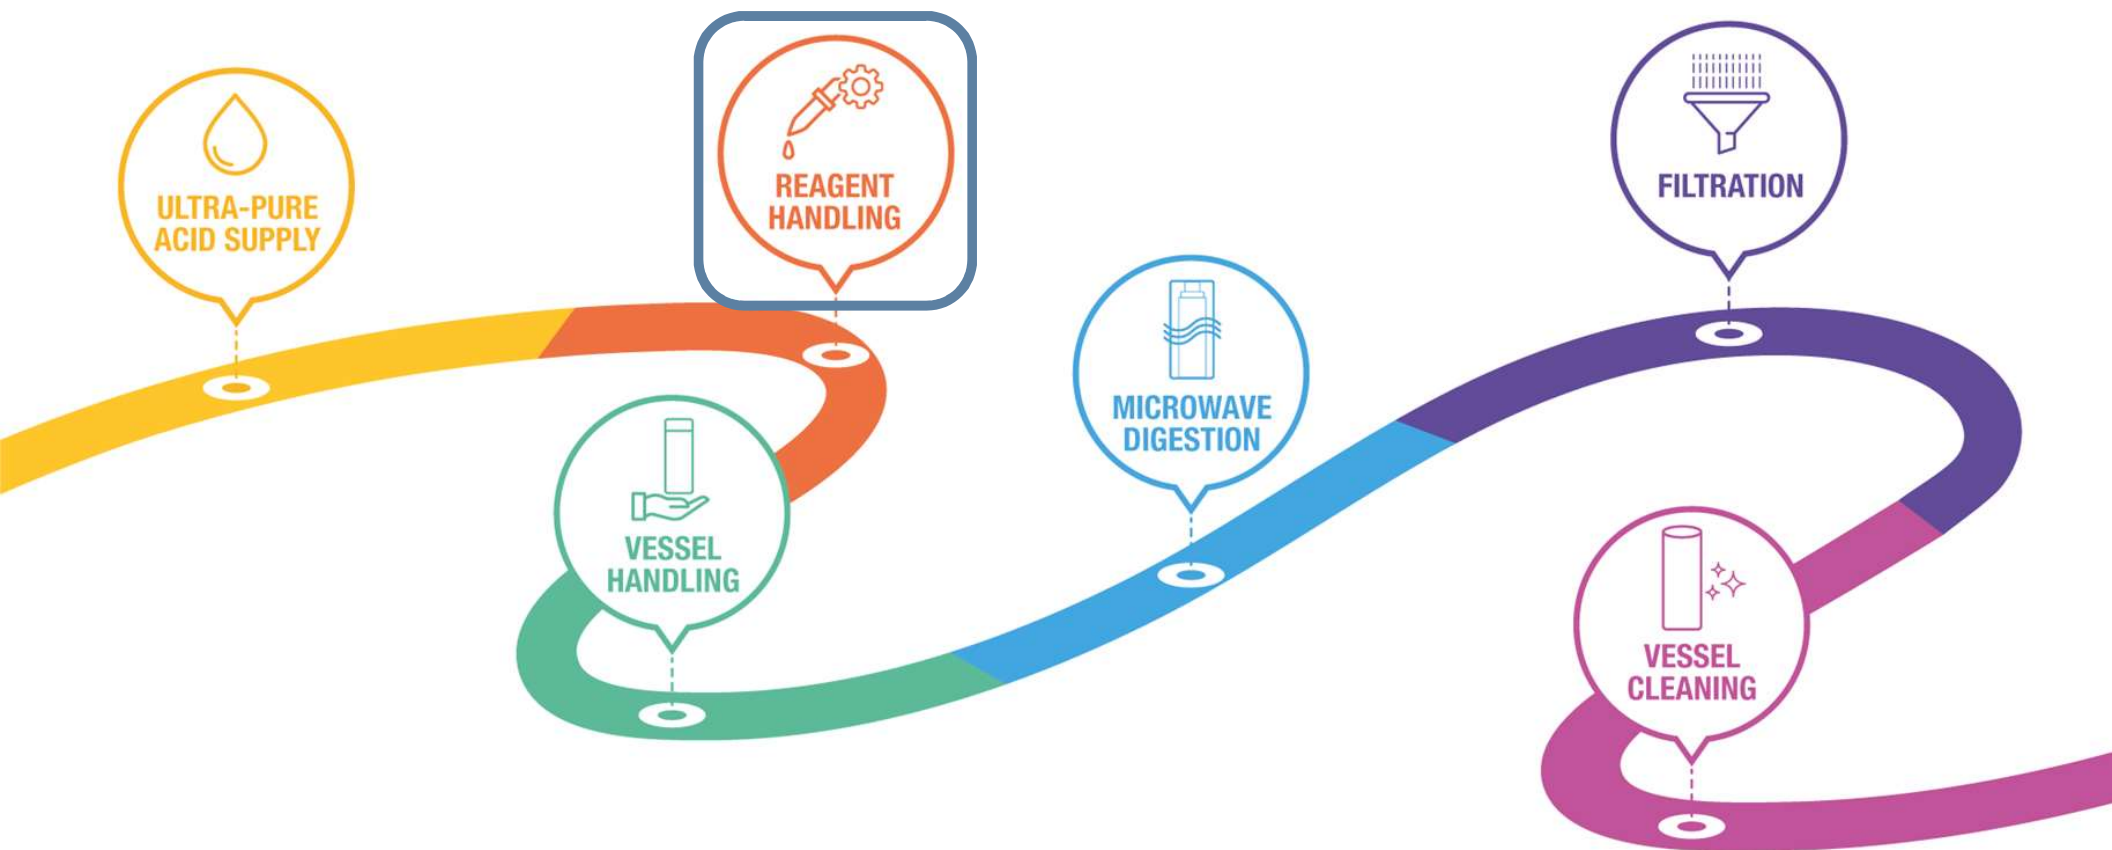 ULTRA-PURE
ACID SUPPLY
REAGENT
HANDLING
VESSEL
HANDLING
MICROWAVE
DIGESTION
FILTRATION
VESSEL
CLEANING